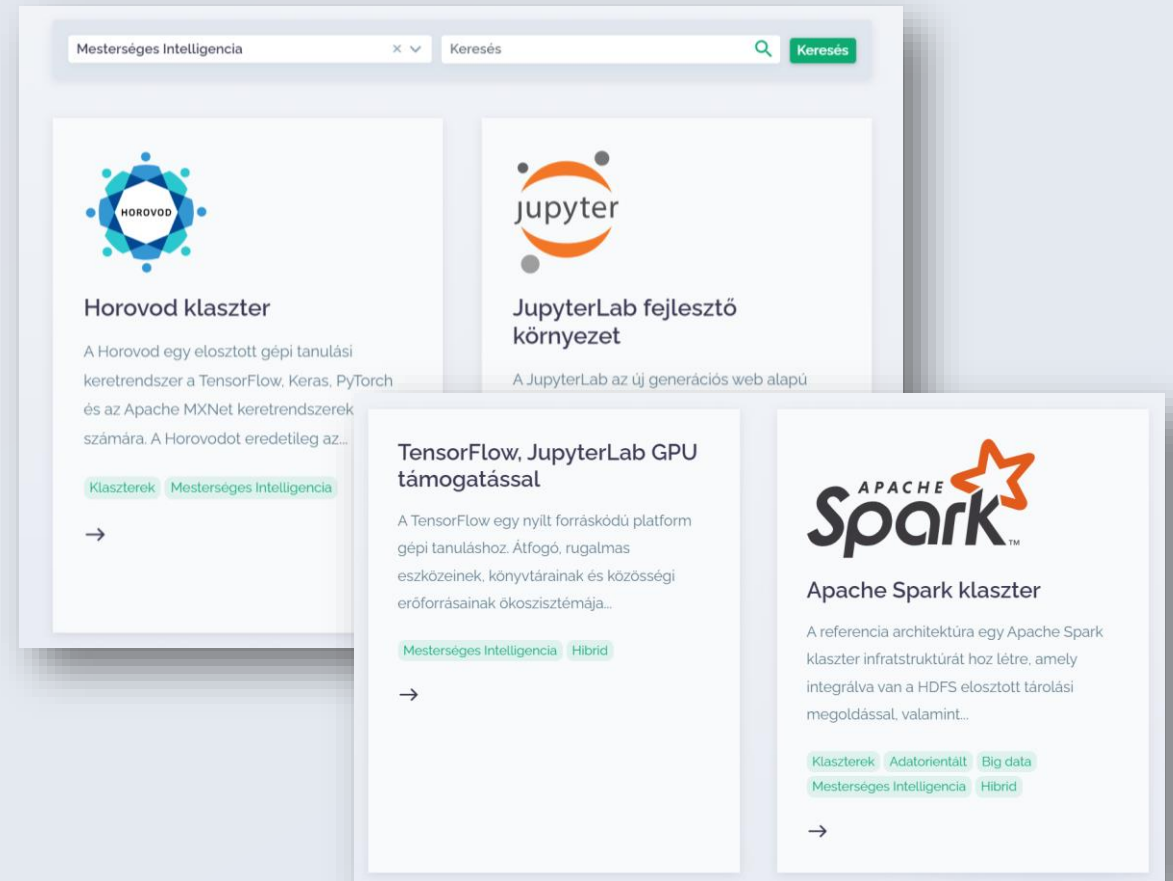 Mesterséges Intelligencia
Keresés
Keresés
HOROVOD
Horovod klaszter
A Horovod egy elosztott gépi tanulási
keretrendszer a TensorFlow, Keras, PyTorch
és az Apache MXNet keretrendszerek
számára. A Horovodot eredetileg az...
Klaszterek Mesterséges Intelligencia
→
jupyter
JupyterLab fejlesztő
környezet
A JupyterLab az új generációs web alapú
TensorFlow, JupyterLab GPU
támogatással
A TensorFlow egy nyílt forráskódú platform
gépi tanuláshoz. Átfogó, rugalmas
eszközeinek, könyvtárainak és közösségi
erőforrásainak ökoszisztémája...
Mesterséges Intelligencia Hibrid
→
APACHE
Spark™
Apache Spark klaszter
A referencia architektúra egy Apache Spark
klaszter infratstruktúrát hoz létre, amely
integrálva van a HDFS elosztott tárolási
megoldással, valamint...
Klaszterek Adatorientált Big data
Mesterséges Intelligencia Hibrid
→